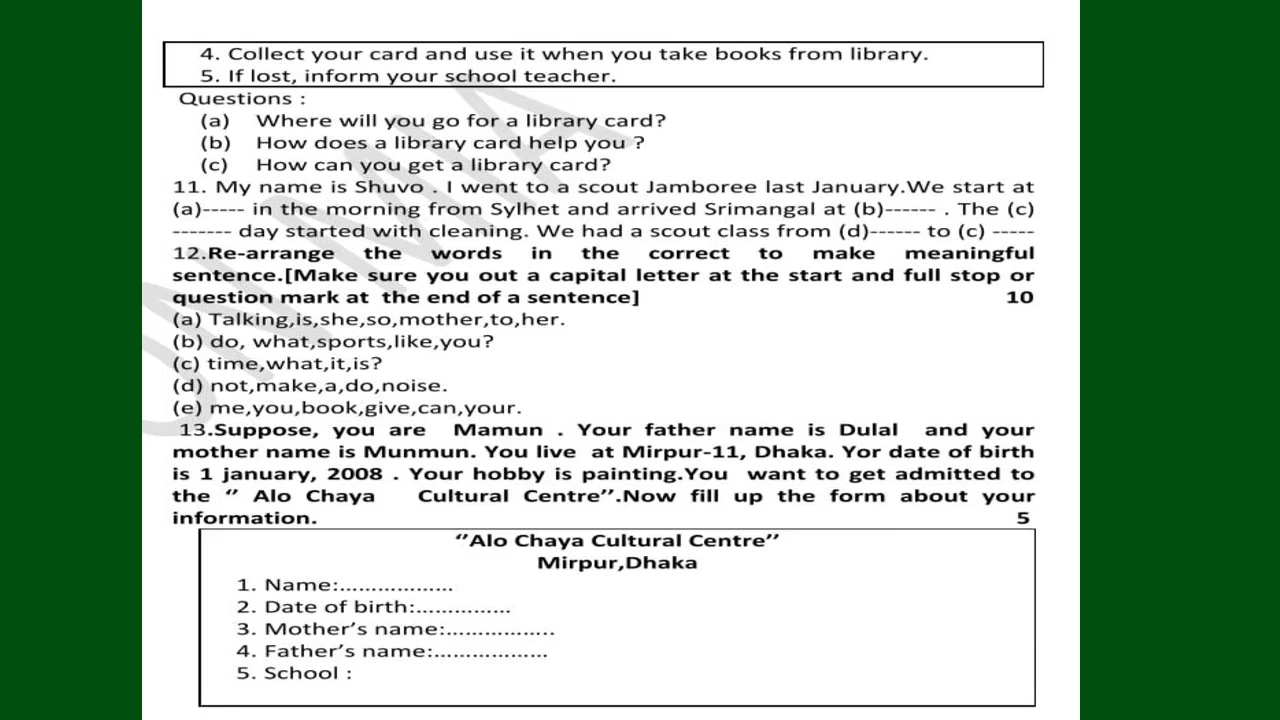 4. Collect your card and use it when you take books from library.
5. If lost, inform your school teacher.
Questions :
(a) Where will you go for a library card?
(b) How does a library card help you ?
(c) How can you get a library card?
11. My name is Shuvo . I went to a scout Jamboree last January.We start at
(a)----- in the morning from Sylhet and arrived Srimangal at (b)------ . The (c)
------- day started with cleaning. We had a scout class from (d)------ to (c) -----
12.Re-arrange the words in the correct to make meaningful
sentence.[Make sure you out a capital letter at the start and full stop or
question mark at the end of a sentence] 10
(a) Talking,is,she,so,mother,to,her.
(b) do, what,sports,like,you?
(c) time,what,it,is?
(d) not,make,a,do,noise.
(e) me,you,book,give,can,your.
13.Suppose, you are Mamun . Your father name is Dulal and your
mother name is Munmun. You live at Mirpur-11, Dhaka. Yor date of birth
is 1 january, 2008 . Your hobby is painting.You want to get admitted to
the ‘’ Alo Chaya Cultural Centre’’.Now fill up the form about your
information. 5
‘’Alo Chaya Cultural Centre’’
Mirpur,Dhaka
1. Name:..................
2. Date of birth:...............
3. Mother’s name:.................
4. Father’s name:..................
5. School :